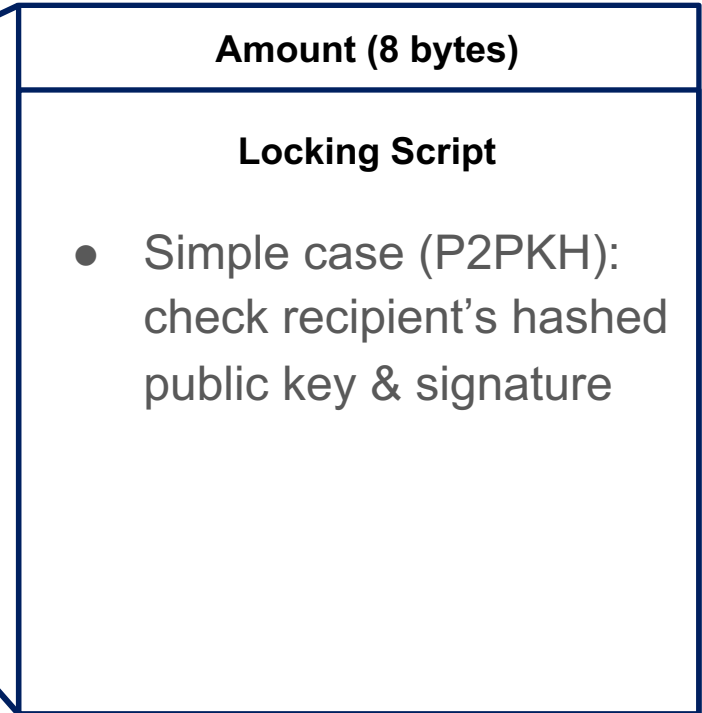 Amount (8 bytes)
Locking Script
● Simple case (P2PKH):
check recipient’s hashed
public key & signature